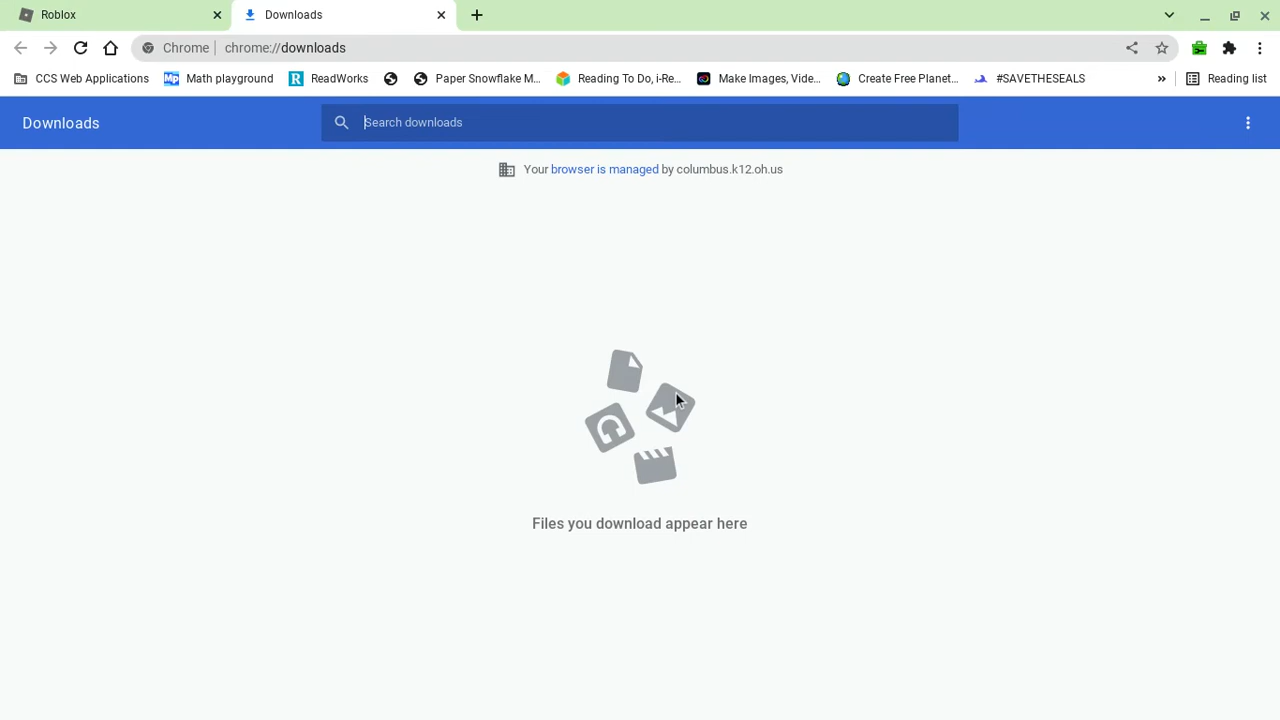 Roblox
Downloads
Chrome
chrome://downloads
CCS Web Applications
Mp
Math playground
R
ReadWorks
Paper Snowflake M...
Reading To Do, i-Re...
Make Images, Vide...
Create Free Planet...
#SAVETHESEALS
»
Reading list
Downloads
Search downloads
Your browser is managed by columbus.k12.oh.us
Files you download appear here